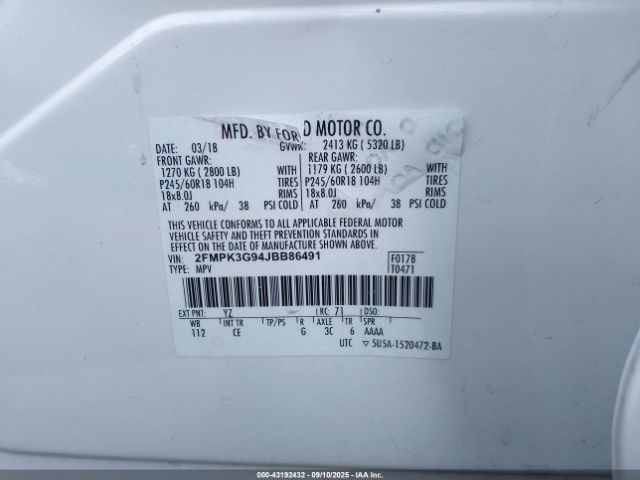 MFD. BY FORD MOTOR CO.
DATE: 03/18 GVWR: 2413 KG ( 5320 LB)
FRONT GAWR: REAR GAWR:
1270 KG ( 2800 LB) WITH 1179 KG ( 2600 LB) WITH
P245/60R18 104H TIRES P245/60R18 104H TIRES
18x8.0J RIMS 18x8.0J RIMS
AT 260 kPa/ 38 PSI COLD AT 260 kPa/ 38 PSI COLD
THIS VEHICLE CONFORMS TO ALL APPLICABLE FEDERAL MOTOR
VEHICLE SAFETY AND THEFT PREVENTION STANDARDS IN
EFFECT ON THE DATE OF MANUFACTURE SHOWN ABOVE.
VIN: 2FMPK3G94JBB86491 F0178
TYPE: MPV T0471
EXT PNT: YZ RC: 71 DSO:
WB INT TR TP/PS R AXLE TR SPR
112 CE G 3C 6 AAAA
UTC ▽ 5U5A-1520472-BA
000-43192432 - 09/10/2025 - IAA Inc.